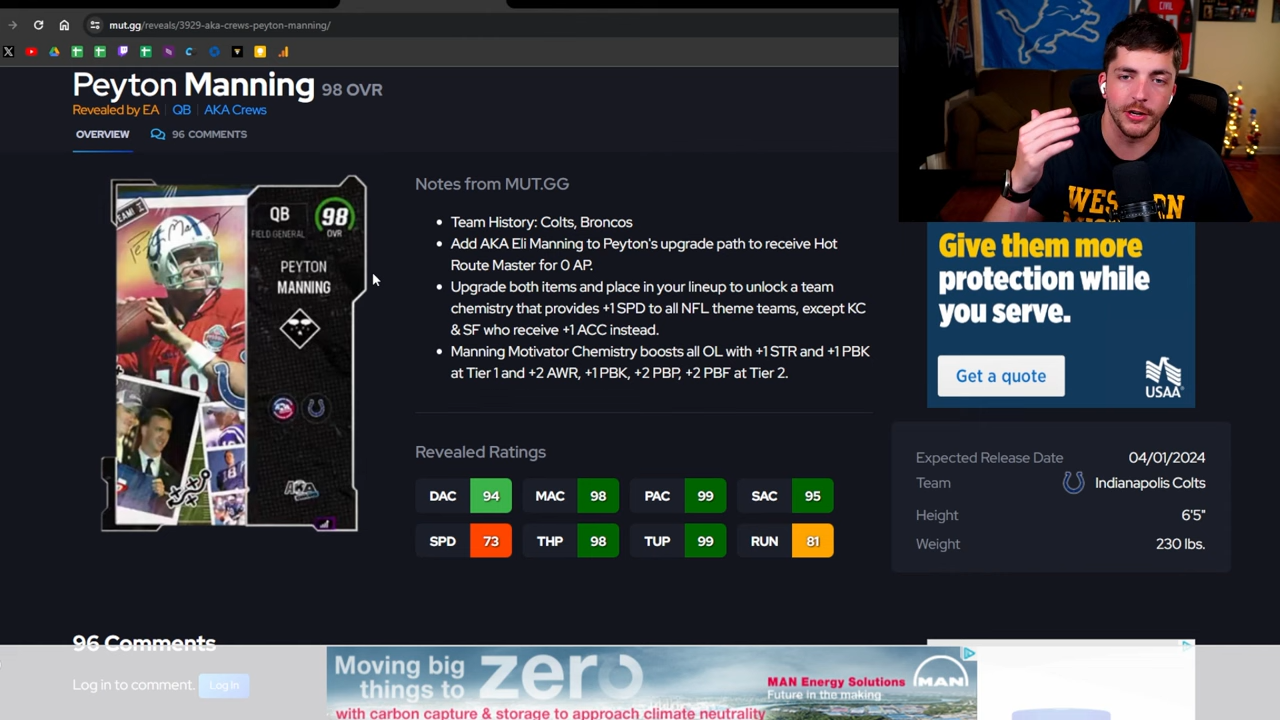 mut.gg/reveals/3929-aka-crews-peyton-manning/
Peyton Manning 98 OVR
Revealed by EA QB AKA Crews
OVERVIEW 96 COMMENTS
QB 98
FIELD GENERAL OVR
PEYTON
MANNING
AKA
Notes from MUT.GG
Team History: Colts, Broncos
Add AKA Eli Manning to Peyton's upgrade path to receive Hot
Route Master for 0 AP.
Upgrade both items and place in your lineup to unlock a team
chemistry that provides +1 SPD to all NFL theme teams, except KC
& SF who receive +1 ACC instead.
Manning Motivator Chemistry boosts all OL with +1 STR and +1 PBK
at Tier 1 and +2 AWR, +1 PBK, +2 PBP, +2 PBF at Tier 2.
Revealed Ratings
DAC 94 MAC 98 PAC 99 SAC 95
SPD 73 THP 98 TUP 99 RUN 81
Give them more
protection while
you serve.
Get a quote
USAA
Expected Release Date 04/01/2024
Team Indianapolis Colts
Height 6'5"
Weight 230 lbs.
96 Comments
Log in to comment. Log In
Moving big
things to zero
with carbon capture & storage to approach climate neutrality
MAN Energy Solutions
Future in the making
MAN